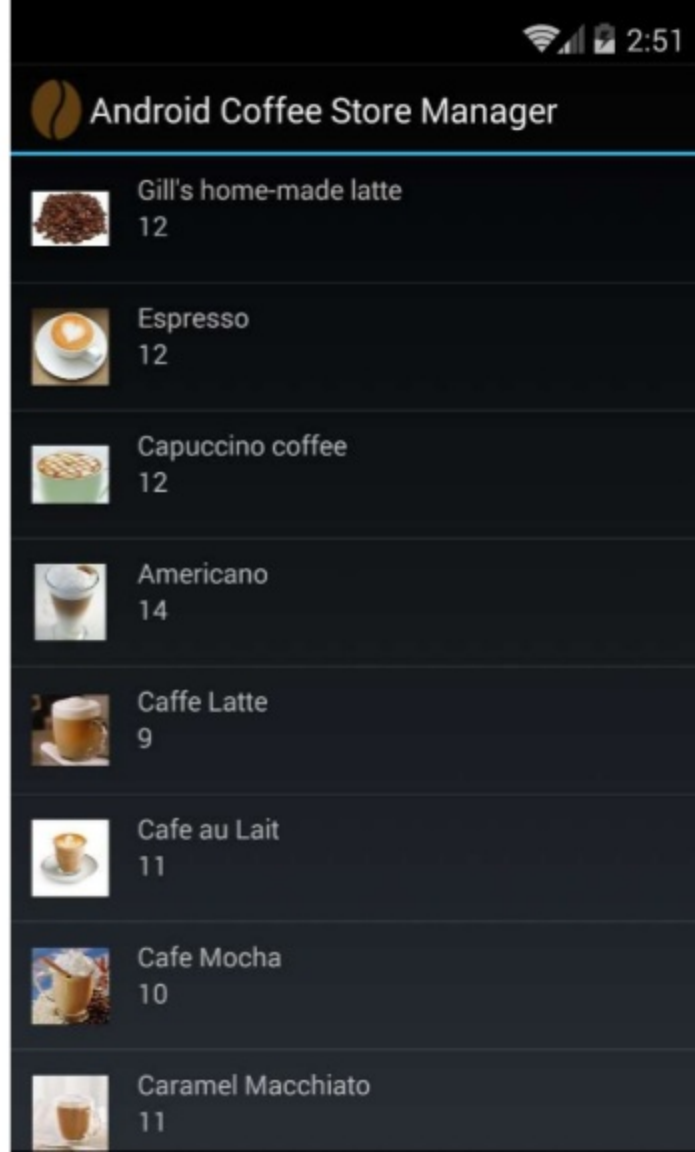 2:51
Android Coffee Store Manager
Gill's home-made latte
12
Espresso
12
Capuccino coffee
12
Americano
14
Caffe Latte
9
Cafe au Lait
11
Cafe Mocha
10
Caramel Macchiato
11